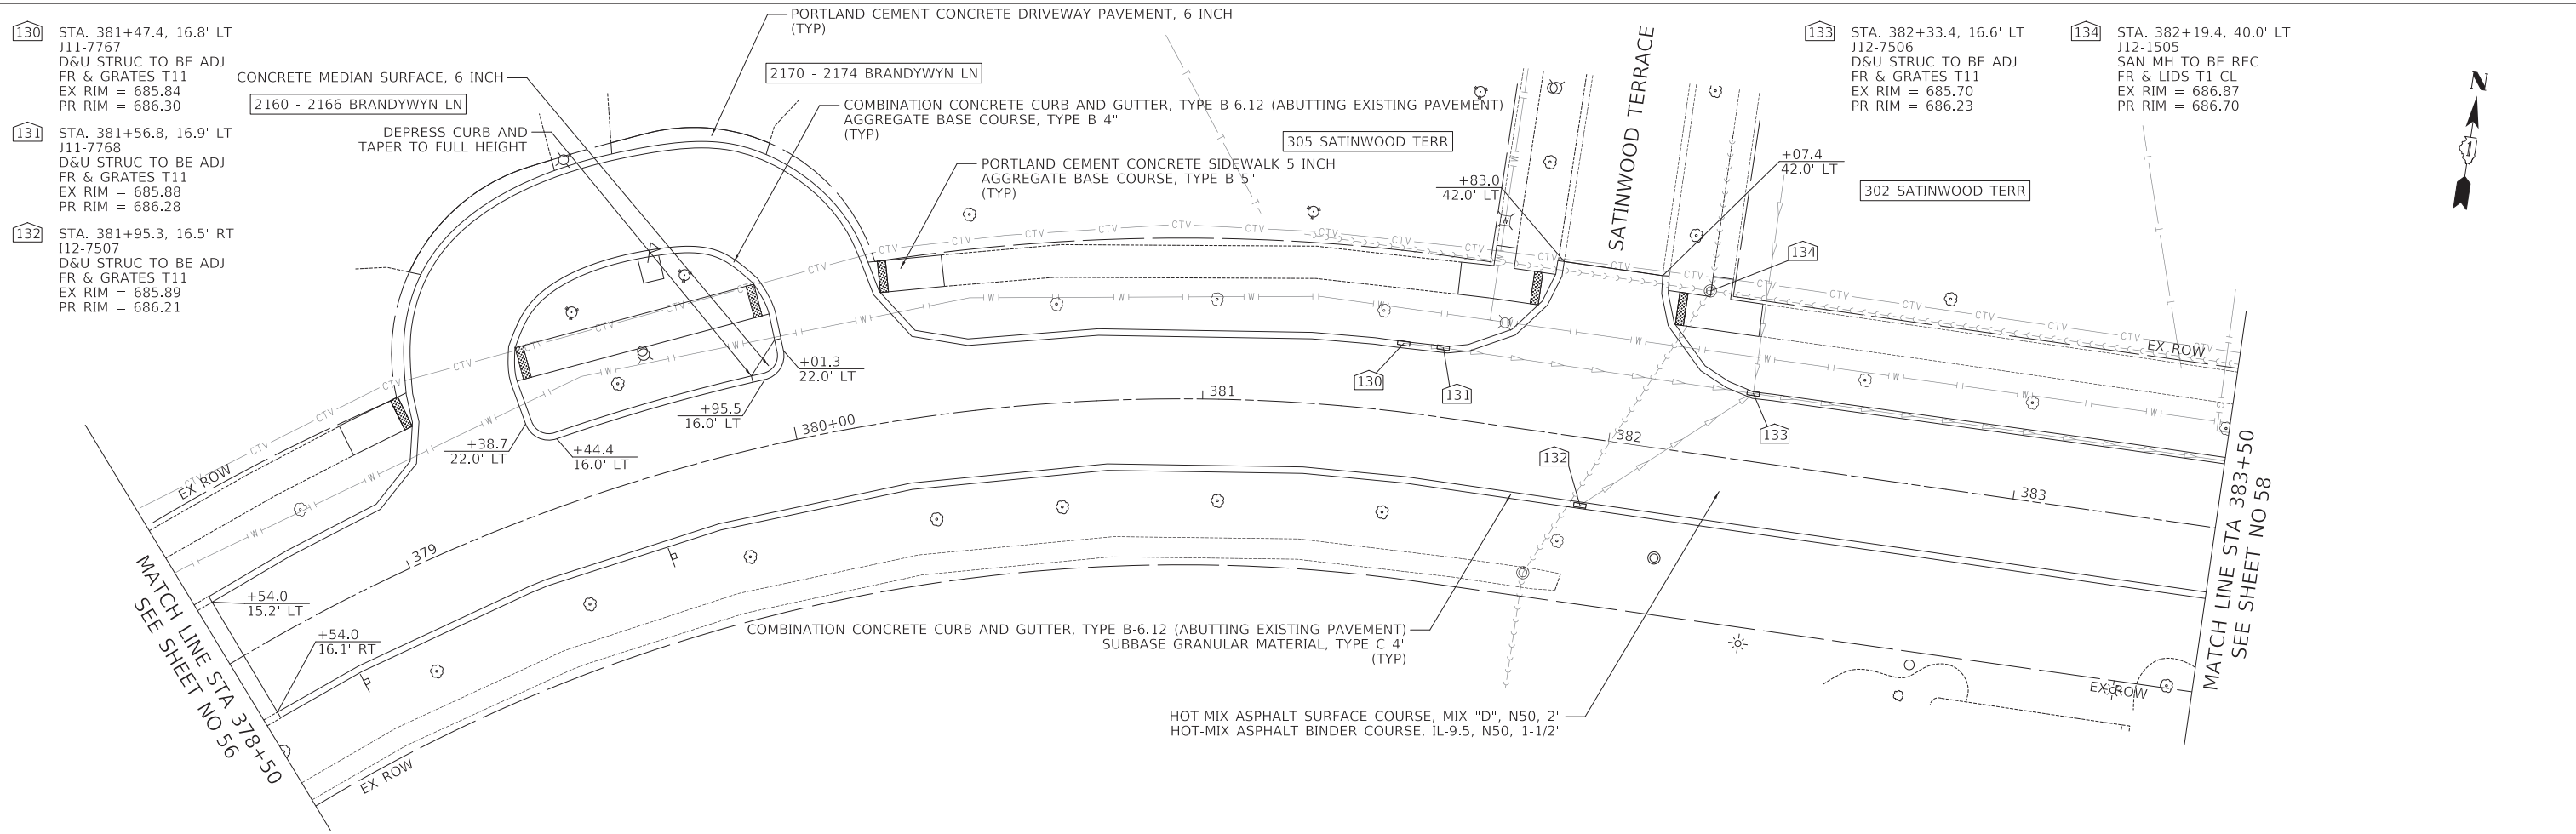 130 STA. 381+47.4, 16.8' LT
J11-7767
D&U STRUC TO BE ADJ
FR & GRATES T11
EX RIM = 685.84
PR RIM = 686.30
131 STA. 381+56.8, 16.9' LT
J11-7768
D&U STRUC TO BE ADJ
FR & GRATES T11
EX RIM = 685.88
PR RIM = 686.28
132 STA. 381+95.3, 16.5' RT
I12-7507
D&U STRUC TO BE ADJ
FR & GRATES T11
EX RIM = 685.89
PR RIM = 686.21
PORTLAND CEMENT CONCRETE DRIVEWAY PAVEMENT, 6 INCH
(TYP)
CONCRETE MEDIAN SURFACE, 6 INCH
2160 - 2166 BRANDYWYN LN
2170 - 2174 BRANDYWYN LN
DEPRESS CURB AND
TAPER TO FULL HEIGHT
COMBINATION CONCRETE CURB AND GUTTER, TYPE B-6.12 (ABUTTING EXISTING PAVEMENT)
AGGREGATE BASE COURSE, TYPE B 4"
(TYP)
305 SATINWOOD TERR
PORTLAND CEMENT CONCRETE SIDEWALK 5 INCH
AGGREGATE BASE COURSE, TYPE B 5"
(TYP)
SATINWOOD TERRACE
133 STA. 382+33.4, 16.6' LT
J12-7506
D&U STRUC TO BE ADJ
FR & GRATES T11
EX RIM = 685.70
PR RIM = 686.23
134 STA. 382+19.4, 40.0' LT
J12-1505
SAN MH TO BE REC
FR & LIDS T1 CL
EX RIM = 686.87
PR RIM = 686.70
N
1
+83.0
42.0' LT
+07.4
42.0' LT
302 SATINWOOD TERR
134
EX ROW
+01.3
22.0' LT
130
131
133
132
+95.5
16.0' LT
+38.7
22.0' LT
+44.4
16.0' LT
379
380+00
381
382
383
EX ROW
+54.0
15.2' LT
+54.0
16.1' RT
MATCH LINE STA 378+50
SEE SHEET NO 56
MATCH LINE STA 383+50
SEE SHEET NO 58
COMBINATION CONCRETE CURB AND GUTTER, TYPE B-6.12 (ABUTTING EXISTING PAVEMENT)
SUBBASE GRANULAR MATERIAL, TYPE C 4"
(TYP)
HOT-MIX ASPHALT SURFACE COURSE, MIX "D", N50, 2"
HOT-MIX ASPHALT BINDER COURSE, IL-9.5, N50, 1-1/2"
EX ROW
EX ROW